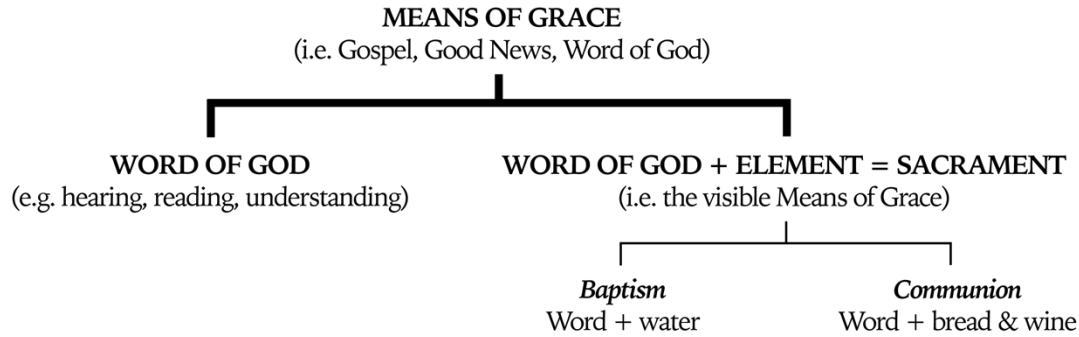 MEANS OF GRACE
(i.e. Gospel, Good News, Word of God)
WORD OF GOD
(e.g. hearing, reading, understanding)
WORD OF GOD + ELEMENT = SACRAMENT
(i.e. the visible Means of Grace)
Baptism
Word + water
Communion
Word + bread & wine